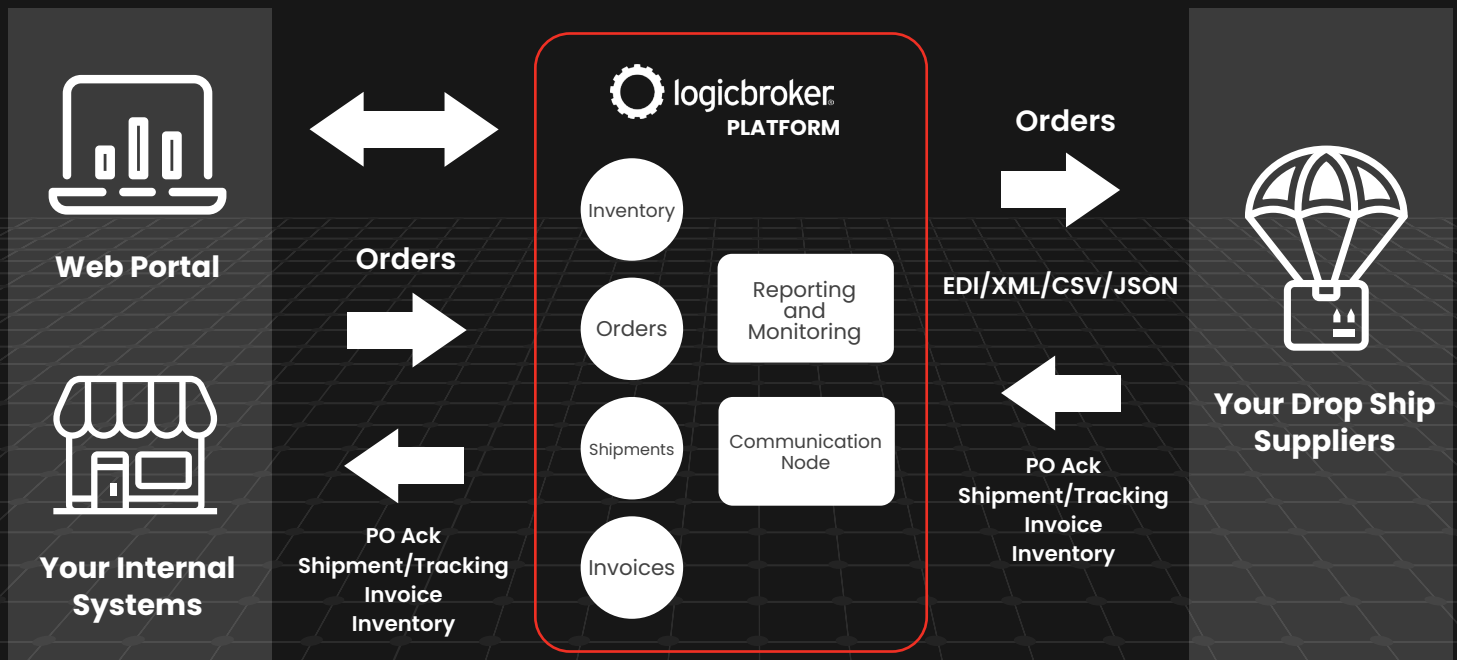 Web Portal
Your Internal
Systems
Orders
PO Ack
Shipment/Tracking
Invoice
Inventory
logicbroker®
PLATFORM
Inventory
Orders
Shipments
Invoices
Reporting
and
Monitoring
Communication
Node
Orders
EDI/XML/CSV/JSON
PO Ack
Shipment/Tracking
Invoice
Inventory
Your Drop Ship
Suppliers